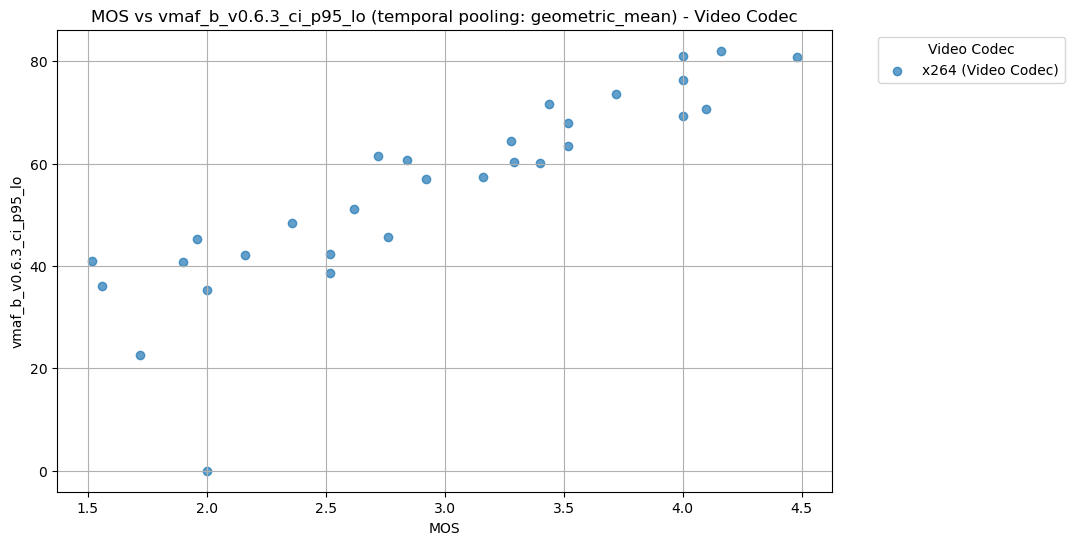 MOS vs vmaf_b_v0.6.3_ci_p95_lo (temporal pooling: geometric_mean) - Video Codec
Video Codec
x264 (Video Codec)
vmaf_b_v0.6.3_ci_p95_lo
80
60
40
20
0
1.5 2.0 2.5 3.0 3.5 4.0 4.5
MOS